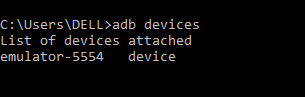 C:\Users\DELL>adb devices
List of devices attached
emulator-5554   device